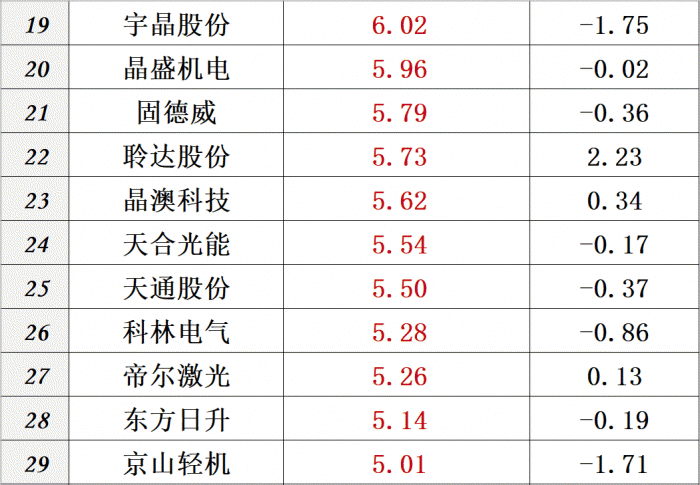 19 宇晶股份 6.02 -1.75
20 晶盛机电 5.96 -0.02
21 固德威 5.79 -0.36
22 聆达股份 5.73 2.23
23 晶澳科技 5.62 0.34
24 天合光能 5.54 -0.17
25 天通股份 5.50 -0.37
26 科林电气 5.28 -0.86
27 帝尔激光 5.26 0.13
28 东方日升 5.14 -0.19
29 京山轻机 5.01 -1.71